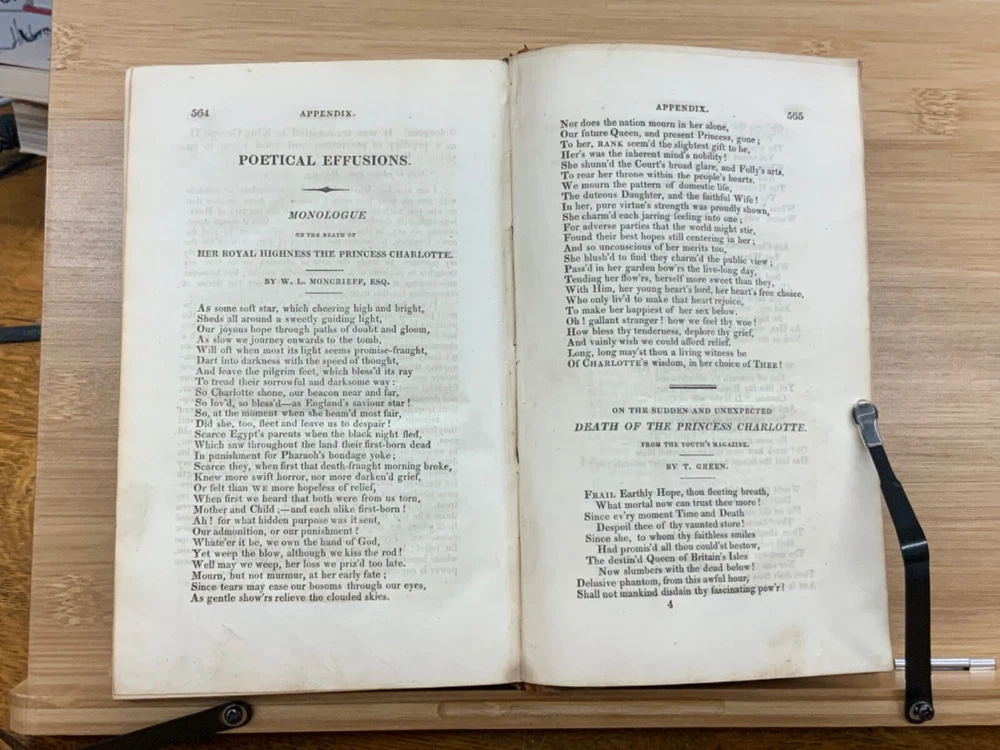 564
APPENDIX.
POETICAL EFFUSIONS.
MONOLOGUE
ON THE DEATH OF
HER ROYAL HIGHNESS THE PRINCESS CHARLOTTE.
BY W. L. MONCRIEFF, ESQ.
As some soft star, which cheering high and bright,
Sheds all around a sweetly guiding light,
Our joyous hope through paths of doubt and gloom,
As slow we journey onwards to the tomb,
Will oft when most its light seems promise-fraught,
Dart into darkness with the speed of thought,
And leave the pilgrim feet, which bless'd its ray
To tread their sorrowful and darksome way:
So Charlotte shone, our beacon near and far,
So lov'd, so bless'd—as England's saviour star!
So, at the moment when she beam'd most fair,
Did she, too, fleet and leave us to despair!
Scarce Egypt's parents when the black night fled,
Which saw throughout the land their first-born dead
In punishment for Pharaoh's bondage yoke;
Scarce they, when first that death-fraught morning broke,
Knew more swift horror, nor more darken'd grief,
Or felt than WE more hopeless of relief,
When first we heard that both were from us torn,
Mother and Child;—and each alike first-born!
Ah! for what hidden purpose was it sent,
Our admonition, or our punishment?
Whate'er it be, we own the hand of God,
Yet weep the blow, although we kiss the rod!
Well may we weep, her loss we priz'd too late.
Mourn, but not murmur, at her early fate;
Since tears may ease our bosoms through our eyes,
As gentle show'rs relieve the clouded skies.
APPENDIX.
565
Nor does the nation mourn in her alone,
Our future Queen, and present Princess, gone;
To her, RANK seem'd the slightest gift to be,
Her's was the inherent mind's nobility!
She shunn'd the Court's broad glare, and Folly's arts,
To rear her throne within the people's hearts.
We mourn the pattern of domestic life,
The duteous Daughter, and the faithful Wife!
In her, pure virtue's strength was proudly shown,
She charm'd each jarring feeling into one;
For adverse parties that the world might stir,
Found their best hopes still centering in her;
And so unconscious of her merits too,
She blush'd to find they charm'd the public view;
Pass'd in her garden bow'rs the live-long day,
Tending her flow'rs, herself more sweet than they,
With Him, her young heart's lord, her heart's free choice,
Who only liv'd to make that heart rejoice,
To make her happiest of her sex below.
Oh! gallant stranger! how we feel thy woe!
How bless thy tenderness, deplore thy grief,
And vainly wish we could afford relief.
Long, long may'st thou a living witness be
Of CHARLOTTE'S wisdom, in her choice of THEE!
ON THE SUDDEN AND UNEXPECTED
DEATH OF THE PRINCESS CHARLOTTE.
FROM THE YOUTH'S MAGAZINE.
BY T. GREEN.
FRAIL Earthly Hope, thou fleeting breath,
What mortal now can trust thee more?
Since ev'ry moment Time and Death
Despoil thee of thy vaunted store!
Since she, to whom thy faithless smiles
Had promis'd all thou could'st bestow,
The destin'd Queen of Britain's Isles
Now slumbers with the dead below!
Delusive phantom, from this awful hour,
Shall not mankind disdain thy fascinating pow'r!
4